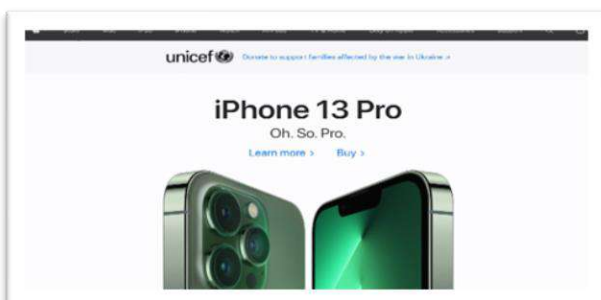 unicef Donate to support families affected by the war in Ukraine >
iPhone 13 Pro
Oh. So. Pro.
Learn more > Buy >